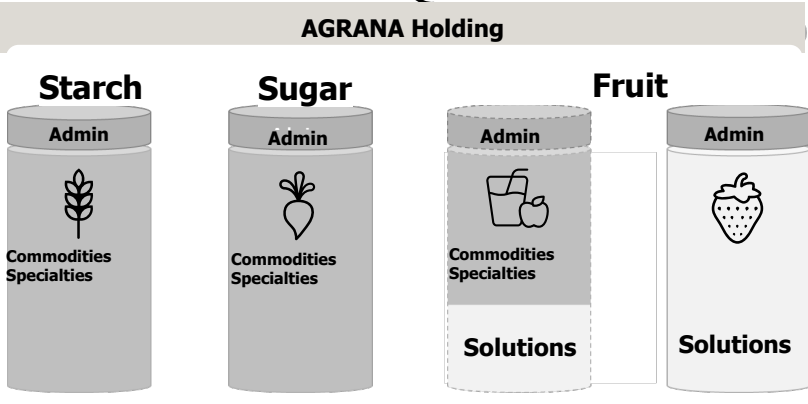 AGRANA Holding
Starch
Sugar
Fruit
Admin
Admin
Admin
Admin
Commodities
Specialties
Commodities
Specialties
Commodities
Specialties
Solutions
Solutions